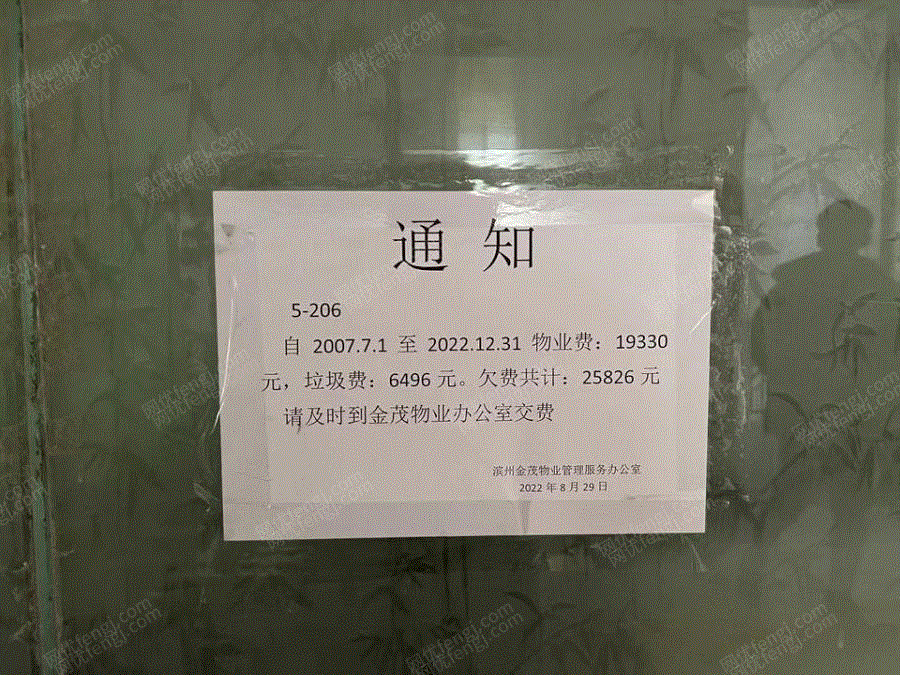 通 知
5-206
自 2007.7.1 至 2022.12.31 物业费：19330
元，垃圾费：6496 元。欠费共计：25826 元
请及时到金茂物业办公室交费
滨州金茂物业管理服务办公室
2022 年 8 月 29 日